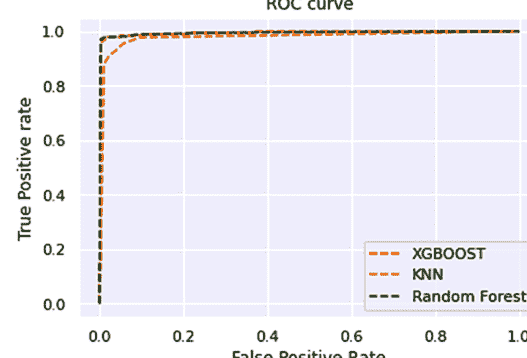 ROC curve
True Positive rate
1.0
0.8
0.6
0.4
0.2
0.0
XGBOOST
KNN
Random Forest
0.0 0.2 0.4 0.6 0.8 1.0
False Positive Rate